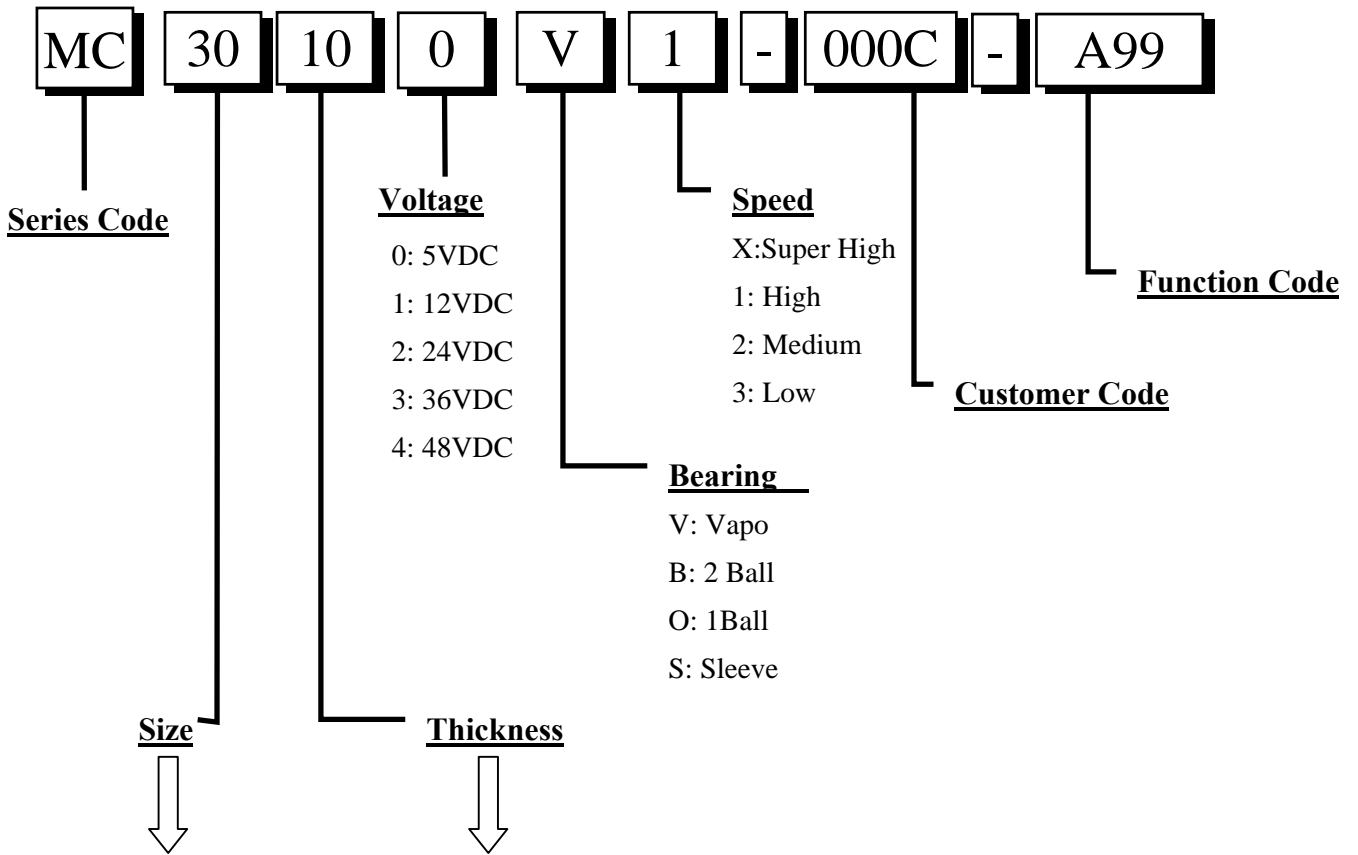 MC 30 10 0 V 1 - 000C - A99
Series Code
Voltage
0: 5VDC
1: 12VDC
2: 24VDC
3: 36VDC
4: 48VDC
Speed
X:Super High
1: High
2: Medium
3: Low
Function Code
Customer Code
Bearing
V: Vapo
B: 2 Ball
O: 1Ball
S: Sleeve
Size
Thickness